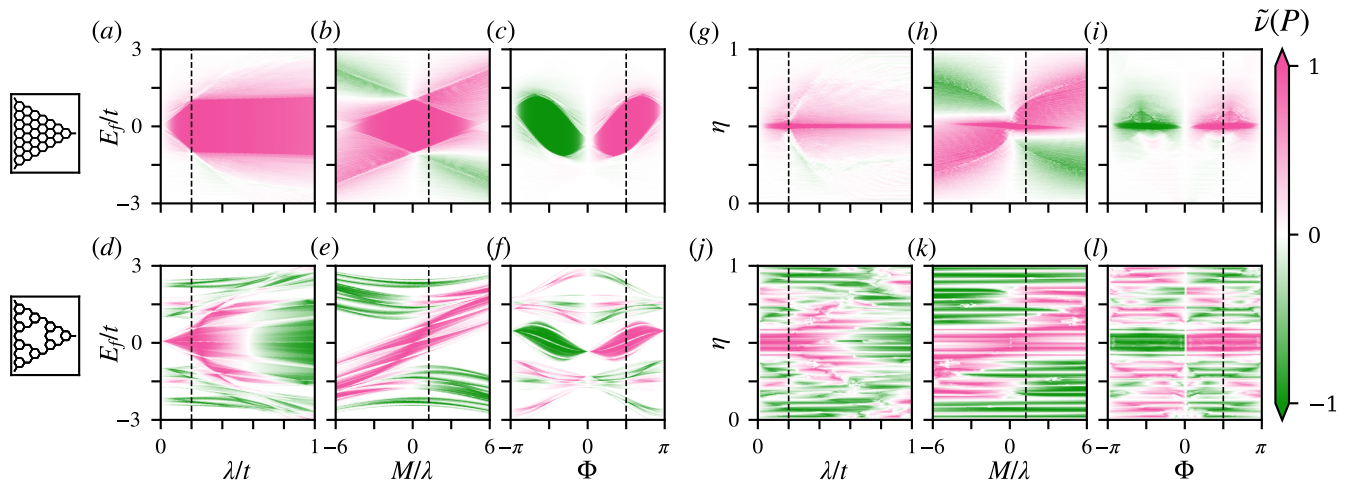 (a) (b) (c) (g) (h) (i) ν̃(P)
3 1 1
E_f/t 0 η 0
−3 0
(d) (e) (f) (j) (k) (l)
3 1
E_f/t 0 η
−3 0 −1
0 1 −6 0 6 −π 0 π 0 1 −6 0 6 −π 0 π
λ/t M/λ Φ λ/t M/λ Φ